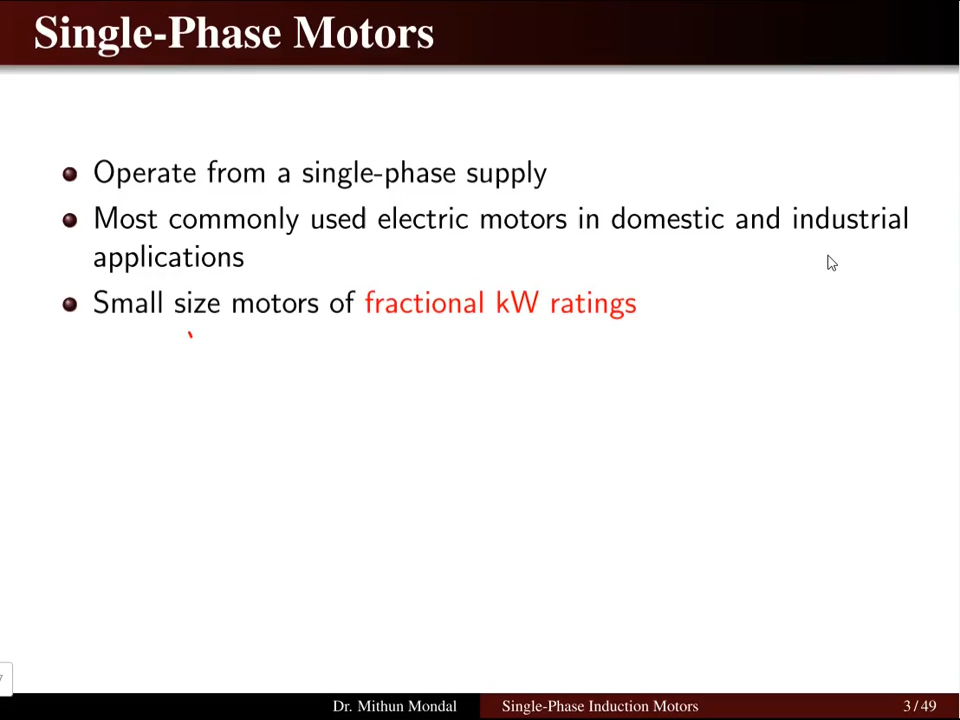 Single-Phase Motors
Operate from a single-phase supply
Most commonly used electric motors in domestic and industrial
applications
Small size motors of fractional kW ratings
Dr. Mithun Mondal
Single-Phase Induction Motors
3/49